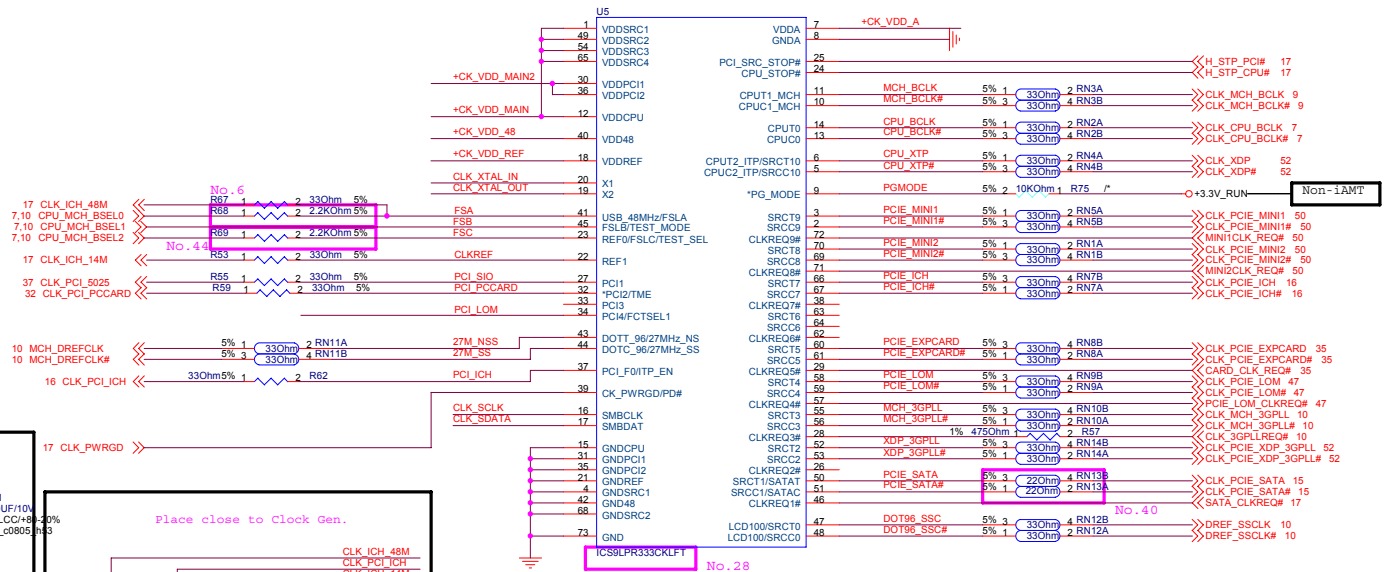 U5
1 VDDSRC1
49 VDDSRC2
54 VDDSRC3
65 VDDSRC4
+CK_VDD_MAIN2 30 VDDPCI1
36 VDDPCI2
+CK_VDD_MAIN 12 VDDCPU
+CK_VDD_48 40 VDD48
+CK_VDD_REF 18 VDDREF
CLK_XTAL_IN 20 X1
CLK_XTAL_OUT 19 X2
No.6
17 CLK_ICH_48M R67 1 2 33Ohm 5%
7,10 CPU_MCH_BSEL0 R68 1 2 2.2KOhm 5% FSA 41 USB_48MHz/FSLA
7,10 CPU_MCH_BSEL1 FSB 45 FSLB/TEST_MODE
7,10 CPU_MCH_BSEL2 R69 1 2 2.2KOhm 5% FSC 23 REF0/FSLC/TEST_SEL
No.44
17 CLK_ICH_14M R53 1 2 33Ohm 5% CLKREF 22 REF1
37 CLK_PCI_5025 R55 1 2 33Ohm 5% PCI_SIO 27 PCI1
32 CLK_PCI_PCCARD R59 1 2 33Ohm 5% PCI_PCCARD 32 *PCI2/TME
33 PCI3
PCI_LOM 34 PCI4/FCTSEL1
10 MCH_DREFCLK 5% 1 33Ohm 2 RN11A 27M_NSS 43 DOTT_96/27MHz_NS
10 MCH_DREFCLK# 5% 3 33Ohm 4 RN11B 27M_SS 44 DOTC_96/27MHz_SS
16 CLK_PCI_ICH 33Ohm 5% 1 2 R62 PCI_ICH 37 PCI_F0/ITP_EN
39 CK_PWRGD/PD#
CLK_SCLK 16 SMBCLK
CLK_SDATA 17 SMBDAT
17 CLK_PWRGD
15 GNDCPU
31 GNDPCI1
35 GNDPCI2
21 GNDREF
4 GNDSRC1
42 GND48
68 GNDSRC2
73 GND
ICS9LPR333CKLFT
No.28
VDDA 7 +CK_VDD_A
GNDA 8
PCI_SRC_STOP# 25 H_STP_PCI# 17
CPU_STOP# 24 H_STP_CPU# 17
CPUT1_MCH 11 MCH_BCLK 5% 1 33Ohm 2 RN3A CLK_MCH_BCLK 9
CPUC1_MCH 10 MCH_BCLK# 5% 3 33Ohm 4 RN3B CLK_MCH_BCLK# 9
CPUT0 14 CPU_BCLK 5% 1 33Ohm 2 RN2A CLK_CPU_BCLK 7
CPUC0 13 CPU_BCLK# 5% 3 33Ohm 4 RN2B CLK_CPU_BCLK# 7
CPUT2_ITP/SRCT10 6 CPU_XTP 5% 1 33Ohm 2 RN4A CLK_XDP 52
CPUC2_ITP/SRCC10 5 CPU_XTP# 5% 3 33Ohm 4 RN4B CLK_XDP# 52
*PG_MODE 9 PGMODE 5% 2 10KOhm 1 R75 /* +3.3V_RUN Non-iAMT
SRCT9 3 PCIE_MINI1 5% 1 33Ohm 2 RN5A CLK_PCIE_MINI1 50
SRCC9 2 PCIE_MINI1# 5% 3 33Ohm 4 RN5B CLK_PCIE_MINI1# 50
CLKREQ9# 72 MINI1CLK_REQ# 50
SRCT8 70 PCIE_MINI2 5% 1 33Ohm 2 RN1A CLK_PCIE_MINI2 50
SRCC8 69 PCIE_MINI2# 5% 3 33Ohm 4 RN1B CLK_PCIE_MINI2# 50
CLKREQ8# 71 MINI2CLK_REQ# 50
SRCT7 66 PCIE_ICH 5% 3 33Ohm 4 RN7B CLK_PCIE_ICH 16
SRCC7 67 PCIE_ICH# 5% 1 33Ohm 2 RN7A CLK_PCIE_ICH# 16
CLKREQ7# 38
SRCT6 63
SRCC6 64
CLKREQ6# 62
SRCT5 60 PCIE_EXPCARD 5% 3 33Ohm 4 RN8B CLK_PCIE_EXPCARD 35
SRCC5 61 PCIE_EXPCARD# 5% 1 33Ohm 2 RN8A CLK_PCIE_EXPCARD# 35
CLKREQ5# 29 CARD_CLK_REQ# 35
SRCT4 58 PCIE_LOM 5% 3 33Ohm 4 RN9B CLK_PCIE_LOM 47
SRCC4 59 PCIE_LOM# 5% 1 33Ohm 2 RN9A CLK_PCIE_LOM# 47
CLKREQ4# 57 PCIE_LOM_CLKREQ# 47
SRCT3 55 MCH_3GPLL 5% 3 33Ohm 4 RN10B CLK_MCH_3GPLL 10
SRCC3 56 MCH_3GPLL# 5% 1 33Ohm 2 RN10A CLK_MCH_3GPLL# 10
CLKREQ3# 28 1% 475Ohm 1 2 R57 CLK_3GPLLREQ# 10
SRCT2 52 XDP_3GPLL 5% 3 33Ohm 4 RN14B CLK_PCIE_XDP_3GPLL 52
SRCC2 53 XDP_3GPLL# 5% 1 33Ohm 2 RN14A CLK_PCIE_XDP_3GPLL# 52
CLKREQ2# 26
SRCT1/SATAT 50 PCIE_SATA 5% 3 22Ohm 4 RN13B CLK_PCIE_SATA 15
SRCC1/SATAC 51 PCIE_SATA# 5% 1 22Ohm 2 RN13A CLK_PCIE_SATA# 15
CLKREQ1# 46 SATA_CLKREQ# 17
No.40
LCD100/SRCT0 47 DOT96_SSC 5% 3 33Ohm 4 RN12B DREF_SSCLK 10
LCD100/SRCC0 48 DOT96_SSC# 5% 1 33Ohm 2 RN12A DREF_SSCLK# 10
UF/10V
LCC/+80-20%
Place close to Clock Gen.
CLK_ICH_48M
CLK_PCI_ICH